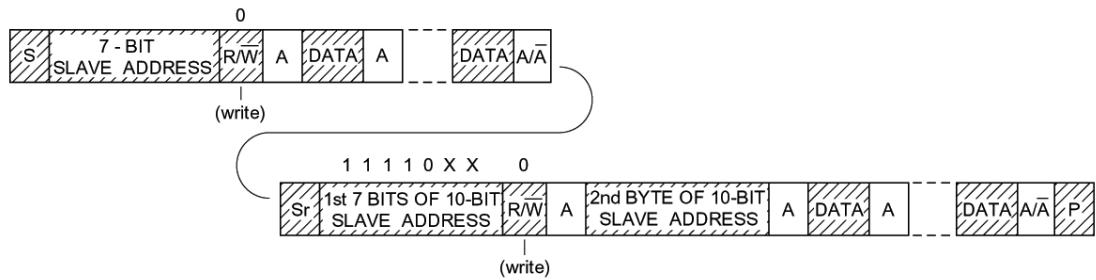 0
S 7 - BIT SLAVE ADDRESS R/W̅ A DATA A DATA A/A̅
(write)
1 1 1 1 0 X X 0
Sr 1st 7 BITS OF 10-BIT SLAVE ADDRESS R/W̅ A 2nd BYTE OF 10-BIT SLAVE ADDRESS A DATA A DATA A/A̅ P
(write)